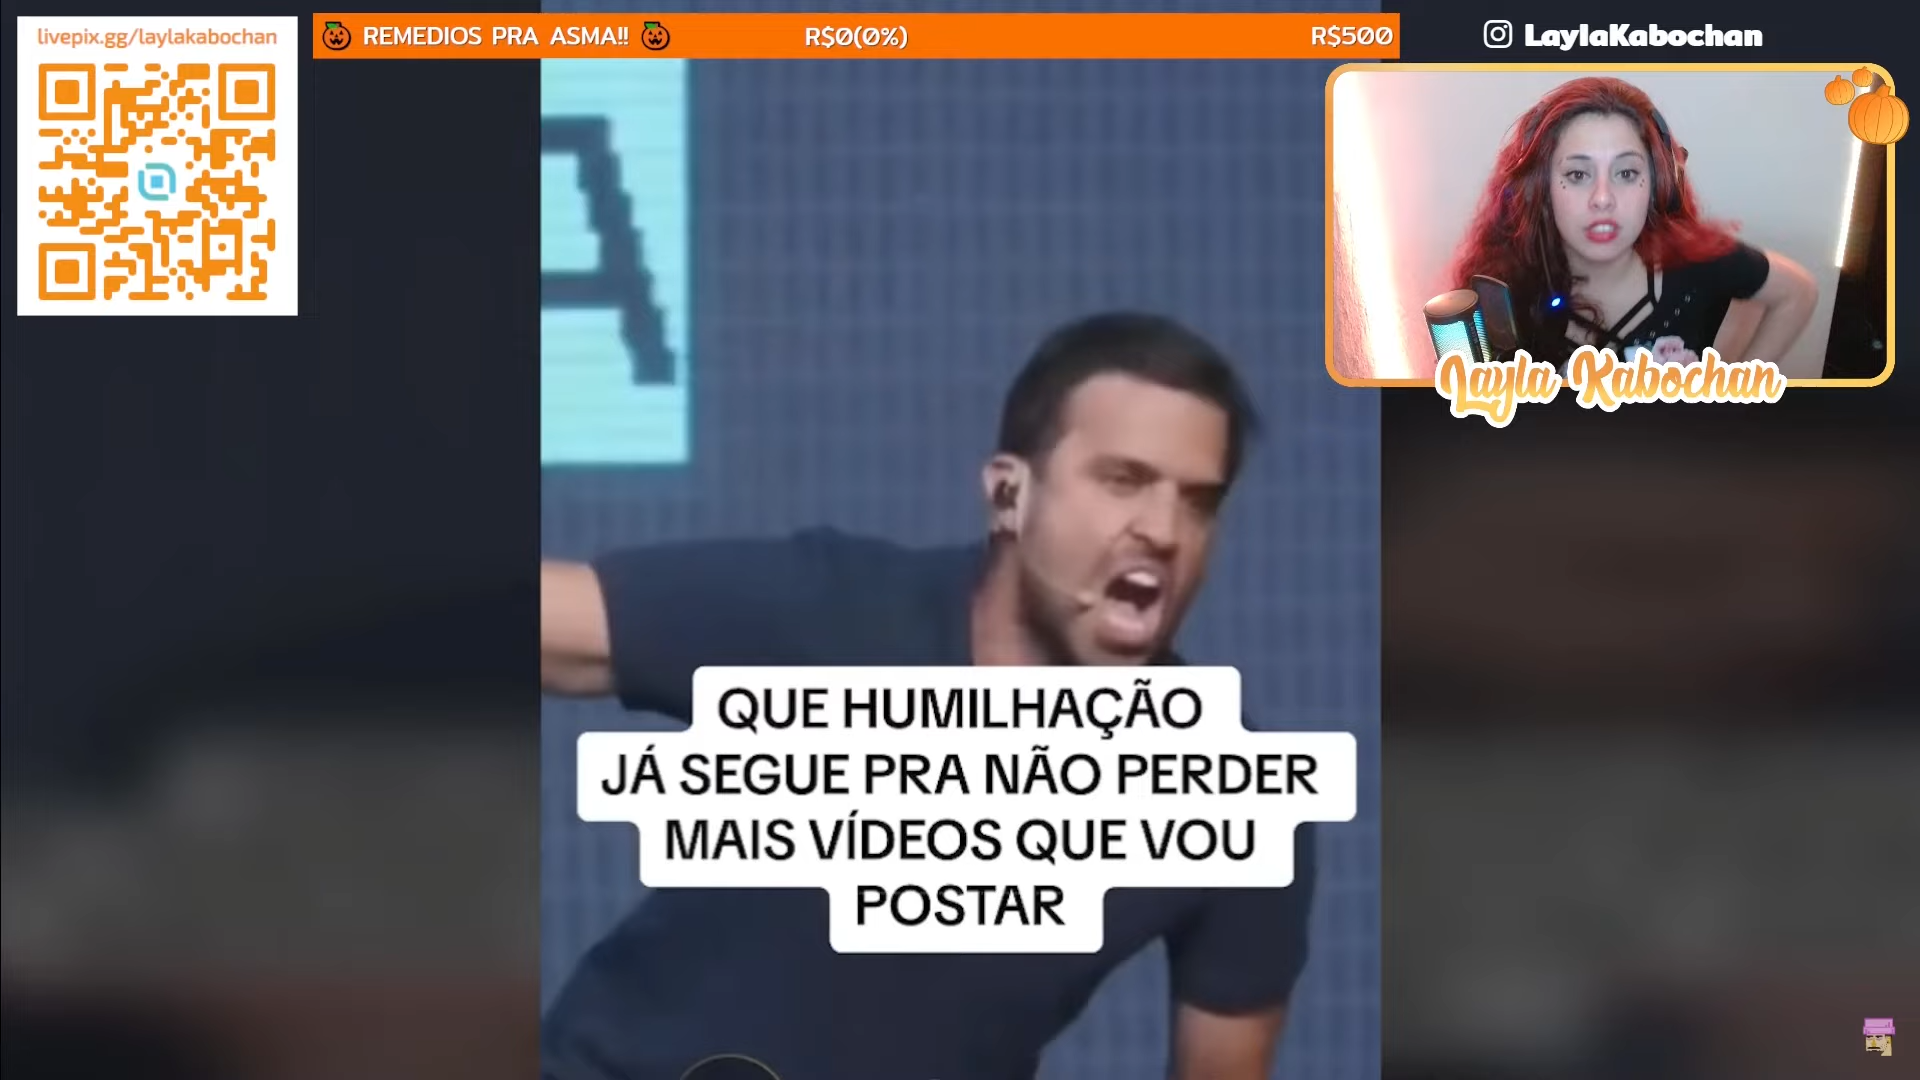 livepix.gg/laylakabochan
REMEDIOS PRA ASMA!!
R$0(0%)
R$500
LaylaKabochan
A
Layla Kabochan
QUE HUMILHAÇÃO
JÁ SEGUE PRA NÃO PERDER
MAIS VÍDEOS QUE VOU
POSTAR